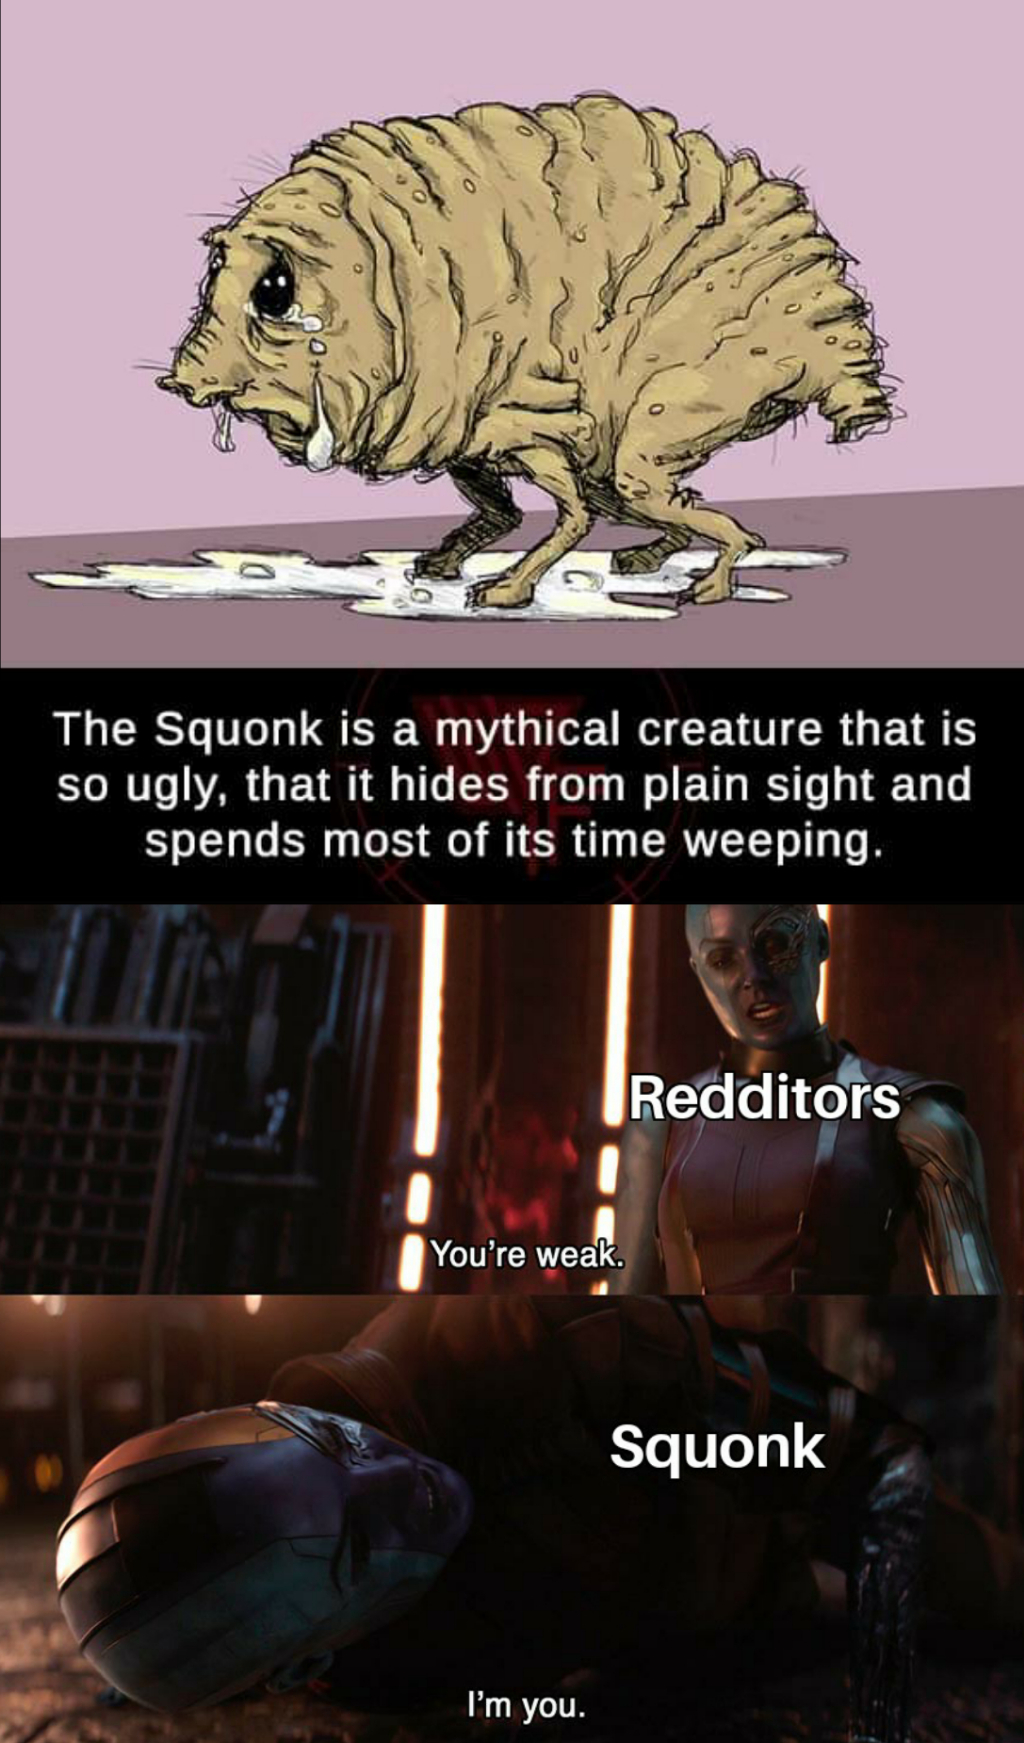 The Squonk is a mythical creature that is
so ugly, that it hides from plain sight and
spends most of its time weeping.
Redditors
You're weak.
Squonk
I'm you.